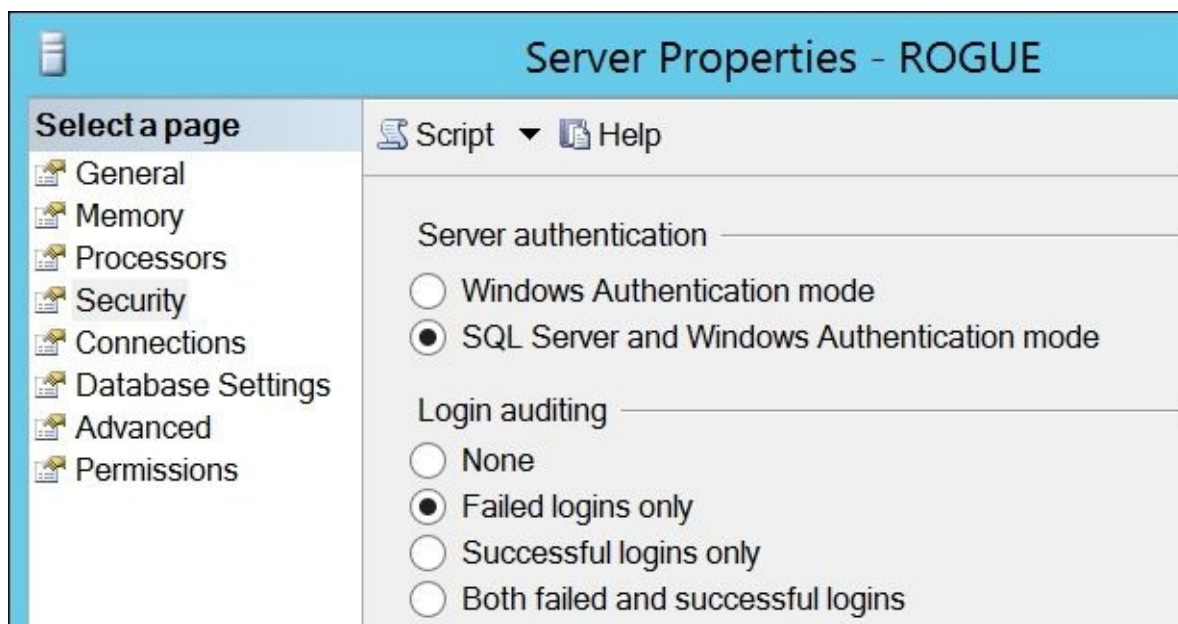 Server Properties - ROGUE
Select a page
General
Memory
Processors
Security
Connections
Database Settings
Advanced
Permissions
Script
Help
Server authentication
Windows Authentication mode
SQL Server and Windows Authentication mode
Login auditing
None
Failed logins only
Successful logins only
Both failed and successful logins